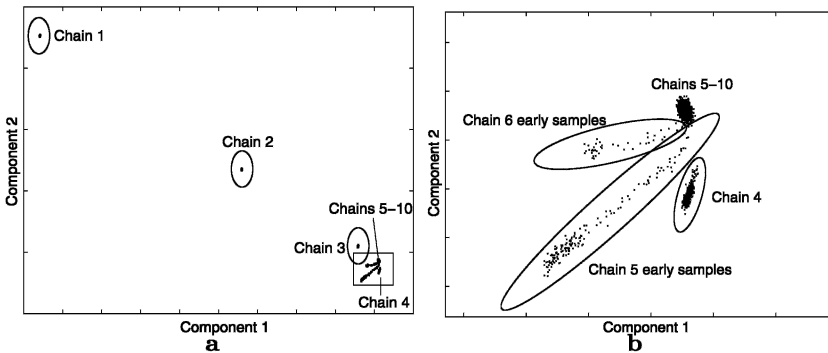 Chain 1
Chain 2
Chains 5–10
Chain 3
Chain 4
Component 2
Component 1
a
Chains 5–10
Chain 6 early samples
Chain 4
Chain 5 early samples
Component 2
Component 1
b